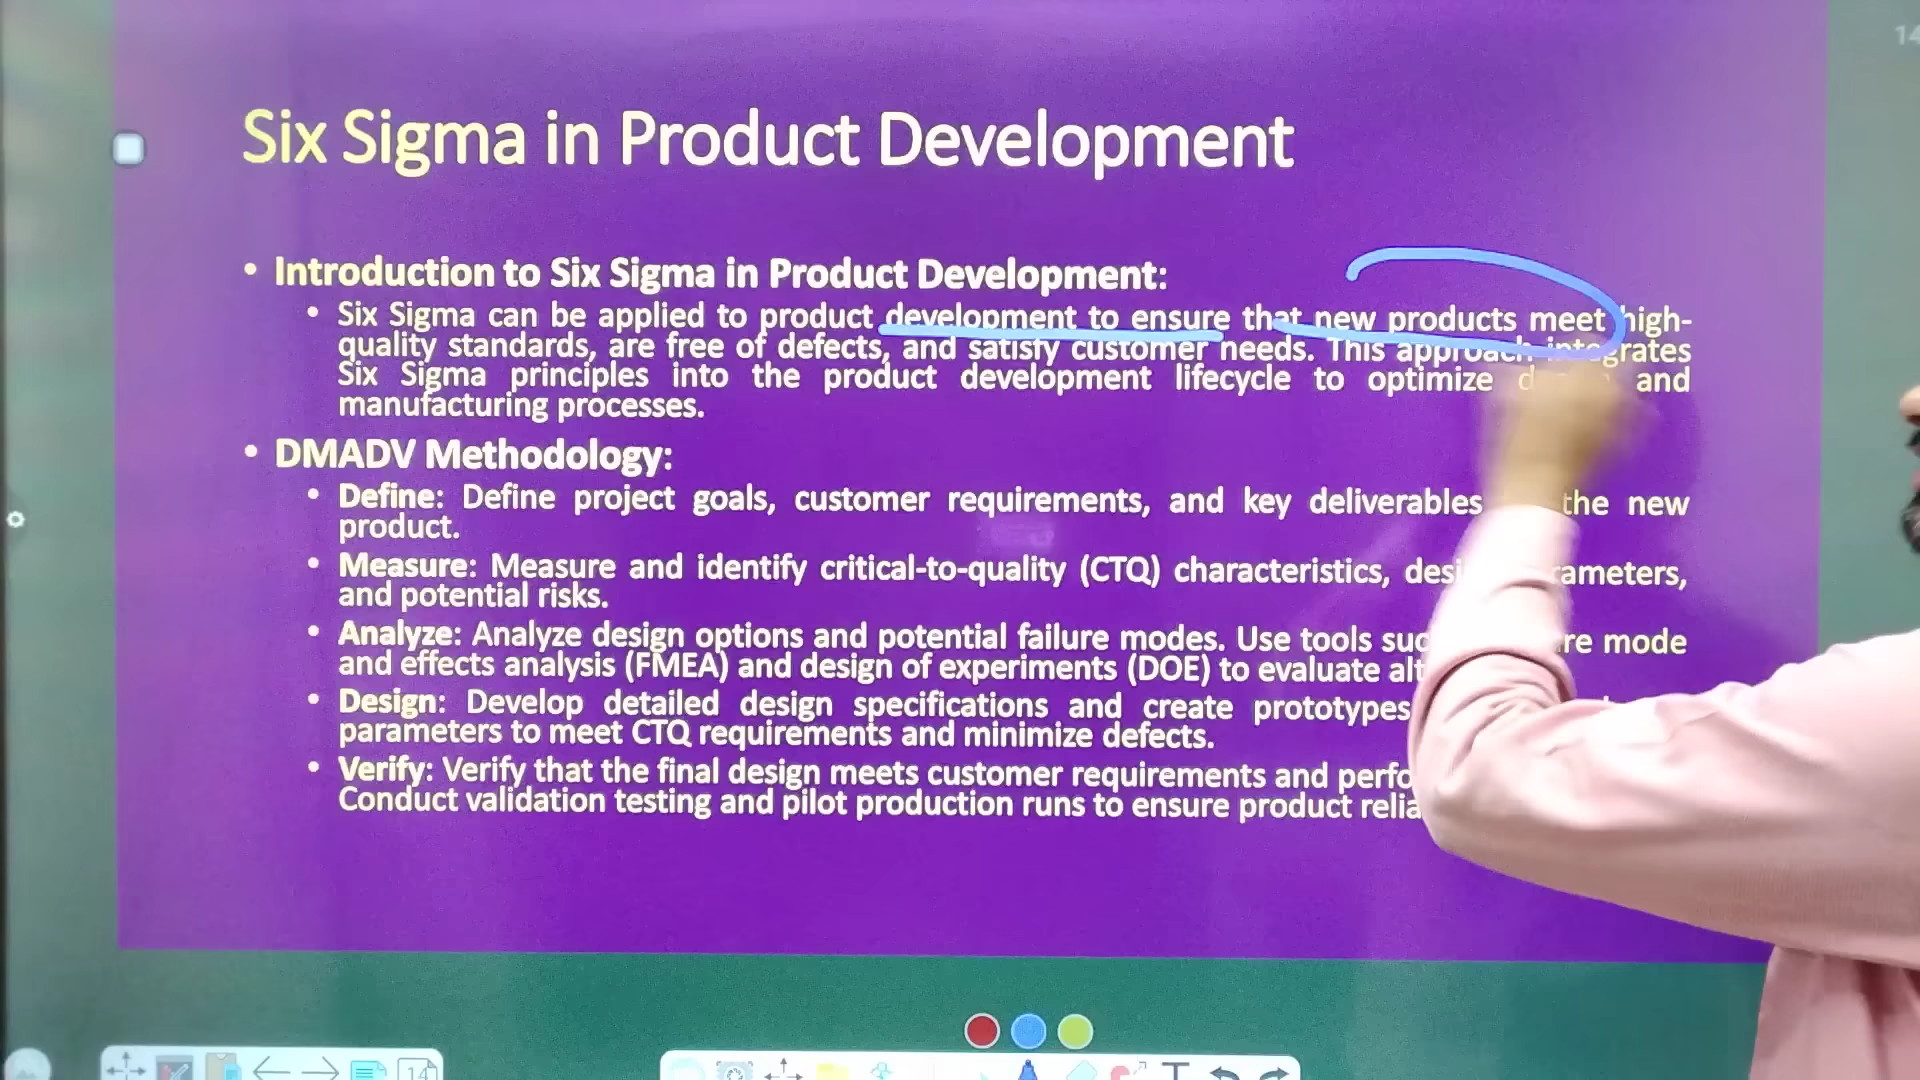 14
Six Sigma in Product Development
• Introduction to Six Sigma in Product Development:
• Six Sigma can be applied to product development to ensure that new products meet high-
quality standards, are free of defects, and satisfy customer needs. This approach integrates
Six Sigma principles into the product development lifecycle to optimize and
manufacturing processes.
• DMADV Methodology:
• Define: Define project goals, customer requirements, and key deliverables the new
product.
• Measure: Measure and identify critical-to-quality (CTQ) characteristics,
and potential risks.
• Analyze: Analyze design options and potential failure modes. Use tools mode
and effects analysis (FMEA) and design of experiments (DOE) to evaluate
• Design: Develop detailed design specifications and create prototypes
parameters to meet CTQ requirements and minimize defects.
• Verify: Verify that the final design meets customer requirements and
Conduct validation testing and pilot production runs to ensure product
14